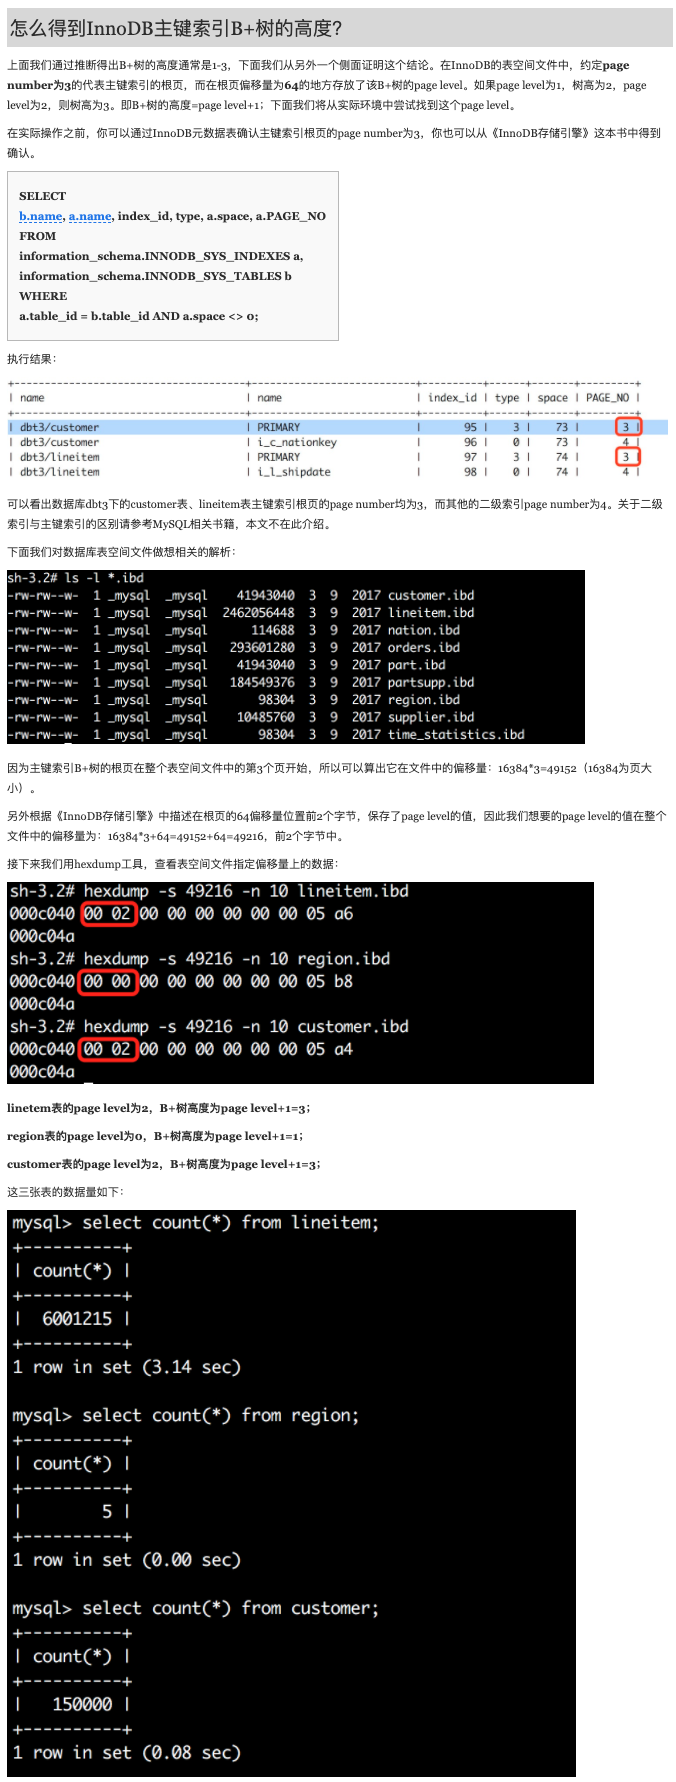 怎么得到InnoDB主键索引B+树的高度？
上面我们通过推断得出B+树的高度通常是1-3，下面我们从另外一个侧面证明这个结论。在InnoDB的表空间文件中，约定page
number为3的代表主键索引的根页，而在根页偏移量为64的地方存放了该B+树的page level。如果page level为1，树高为2，page
level为2，则树高为3。即B+树的高度=page level+1；下面我们将从实际环境中尝试找到这个page level。
在实际操作之前，你可以通过InnoDB元数据表确认主键索引根页的page number为3，你也可以从《InnoDB存储引擎》这本书中得到
确认。
SELECT
b.name, a.name, index_id, type, a.space, a.PAGE_NO
FROM
information_schema.INNODB_SYS_INDEXES a,
information_schema.INNODB_SYS_TABLES b
WHERE
a.table_id = b.table_id AND a.space <> 0;
执行结果：
| name | name | index_id | type | space | PAGE_NO |
| dbt3/customer | PRIMARY | 95 | 3 | 73 | 3 |
| dbt3/customer | i_c_nationkey | 96 | 0 | 73 | 4 |
| dbt3/lineitem | PRIMARY | 97 | 3 | 74 | 3 |
| dbt3/lineitem | i_l_shipdate | 98 | 0 | 74 | 4 |
可以看出数据库dbt3下的customer表、lineitem表主键索引根页的page number均为3，而其他的二级索引page number为4。关于二级
索引与主键索引的区别请参考MySQL相关书籍，本文不在此介绍。
下面我们对数据库表空间文件做想相关的解析：
sh-3.2# ls -l *.ibd
-rw-rw--w- 1 _mysql _mysql 41943040 3 9 2017 customer.ibd
-rw-rw--w- 1 _mysql _mysql 2462056448 3 9 2017 lineitem.ibd
-rw-rw--w- 1 _mysql _mysql 114688 3 9 2017 nation.ibd
-rw-rw--w- 1 _mysql _mysql 293601280 3 9 2017 orders.ibd
-rw-rw--w- 1 _mysql _mysql 41943040 3 9 2017 part.ibd
-rw-rw--w- 1 _mysql _mysql 184549376 3 9 2017 partsupp.ibd
-rw-rw--w- 1 _mysql _mysql 98304 3 9 2017 region.ibd
-rw-rw--w- 1 _mysql _mysql 10485760 3 9 2017 supplier.ibd
-rw-rw--w- 1 _mysql _mysql 98304 3 9 2017 time_statistics.ibd
因为主键索引B+树的根页在整个表空间文件中的第3个页开始，所以可以算出它在文件中的偏移量：16384*3=49152（16384为页大
小）。
另外根据《InnoDB存储引擎》中描述在根页的64偏移量位置前2个字节，保存了page level的值，因此我们想要的page level的值在整个
文件中的偏移量为：16384*3+64=49152+64=49216，前2个字节中。
接下来我们用hexdump工具，查看表空间文件指定偏移量上的数据：
sh-3.2# hexdump -s 49216 -n 10 lineitem.ibd
000c040 00 02 00 00 00 00 00 00 05 a6
000c04a
sh-3.2# hexdump -s 49216 -n 10 region.ibd
000c040 00 00 00 00 00 00 00 00 05 b8
000c04a
sh-3.2# hexdump -s 49216 -n 10 customer.ibd
000c040 00 02 00 00 00 00 00 00 05 a4
000c04a
linetem表的page level为2，B+树高度为page level+1=3；
region表的page level为0，B+树高度为page level+1=1；
customer表的page level为2，B+树高度为page level+1=3；
这三张表的数据量如下：
mysql> select count(*) from lineitem;
+----------+
| count(*) |
+----------+
| 6001215 |
+----------+
1 row in set (3.14 sec)
mysql> select count(*) from region;
+----------+
| count(*) |
+----------+
| 5 |
+----------+
1 row in set (0.00 sec)
mysql> select count(*) from customer;
+----------+
| count(*) |
+----------+
| 150000 |
+----------+
1 row in set (0.08 sec)